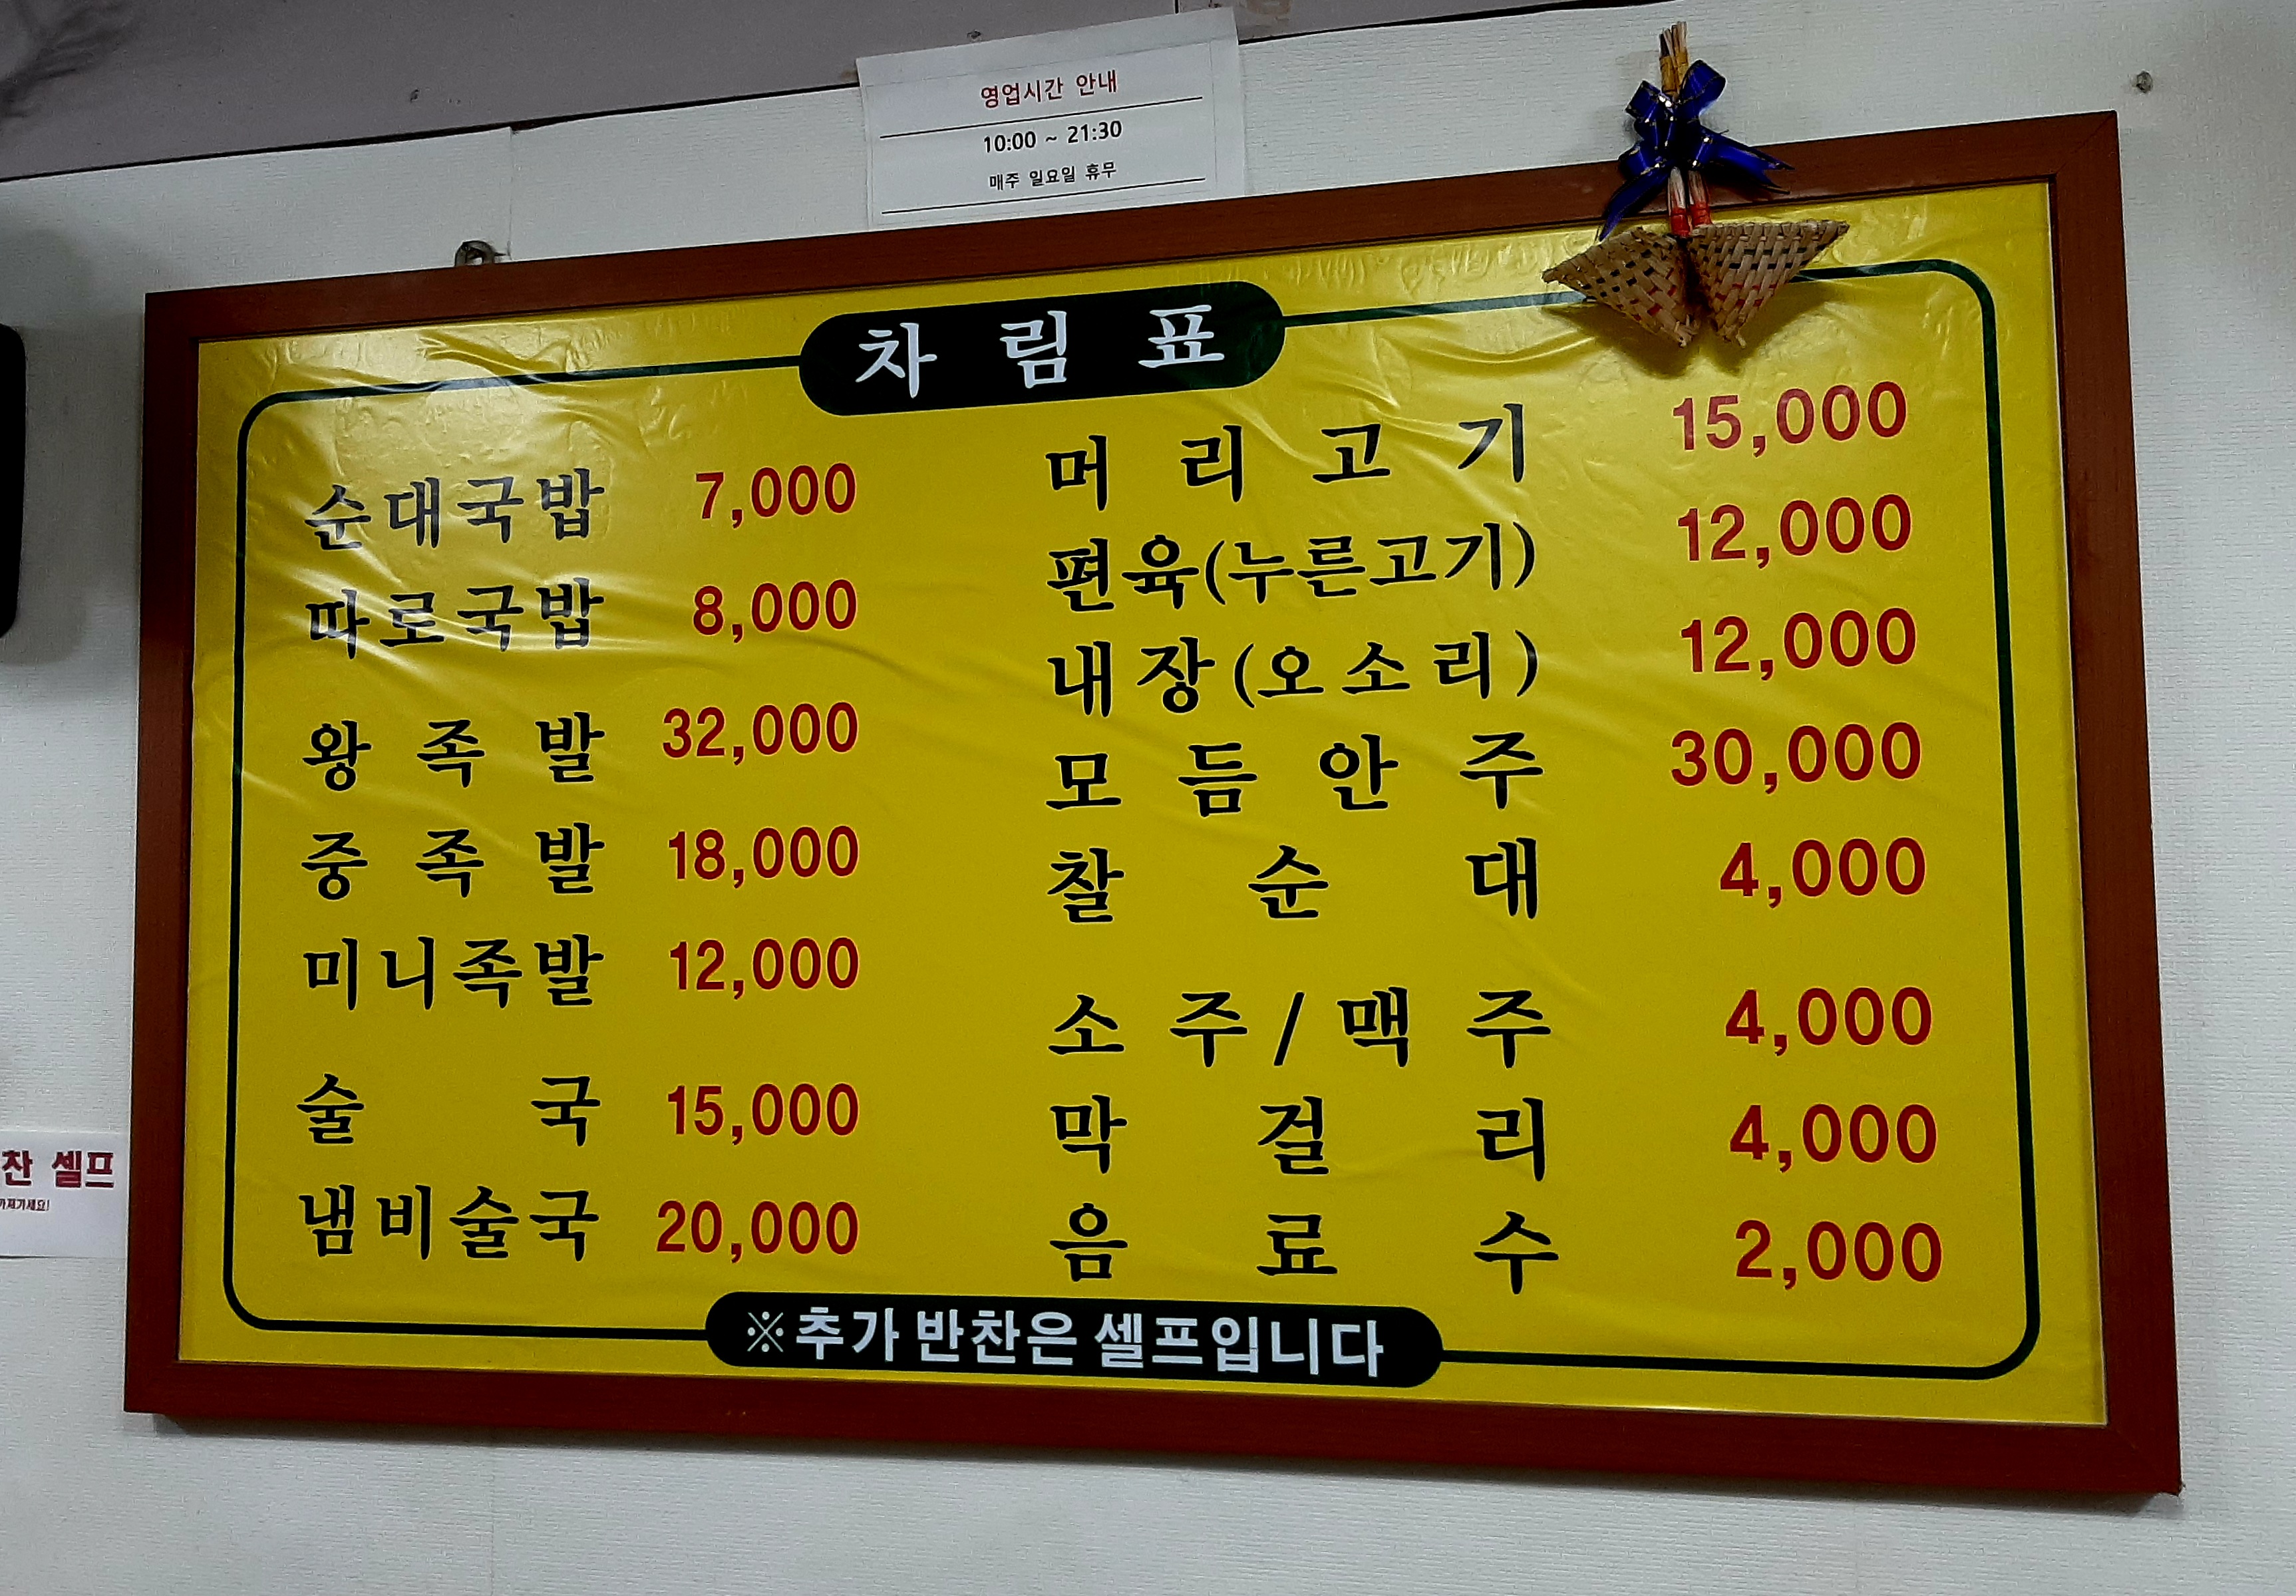 영업시간 안내
10:00 ~ 21:30
매주 일요일 휴무
차림표
순대국밥 7,000
따로국밥 8,000
왕족발 32,000
중족발 18,000
미니족발 12,000
술국 15,000
냄비술국 20,000
머리고기 15,000
편육(누른고기) 12,000
내장(오소리) 12,000
모듬안주 30,000
찰순대 4,000
소주/맥주 4,000
막걸리 4,000
음료수 2,000
※추가 반찬은 셀프입니다
찬 셀프